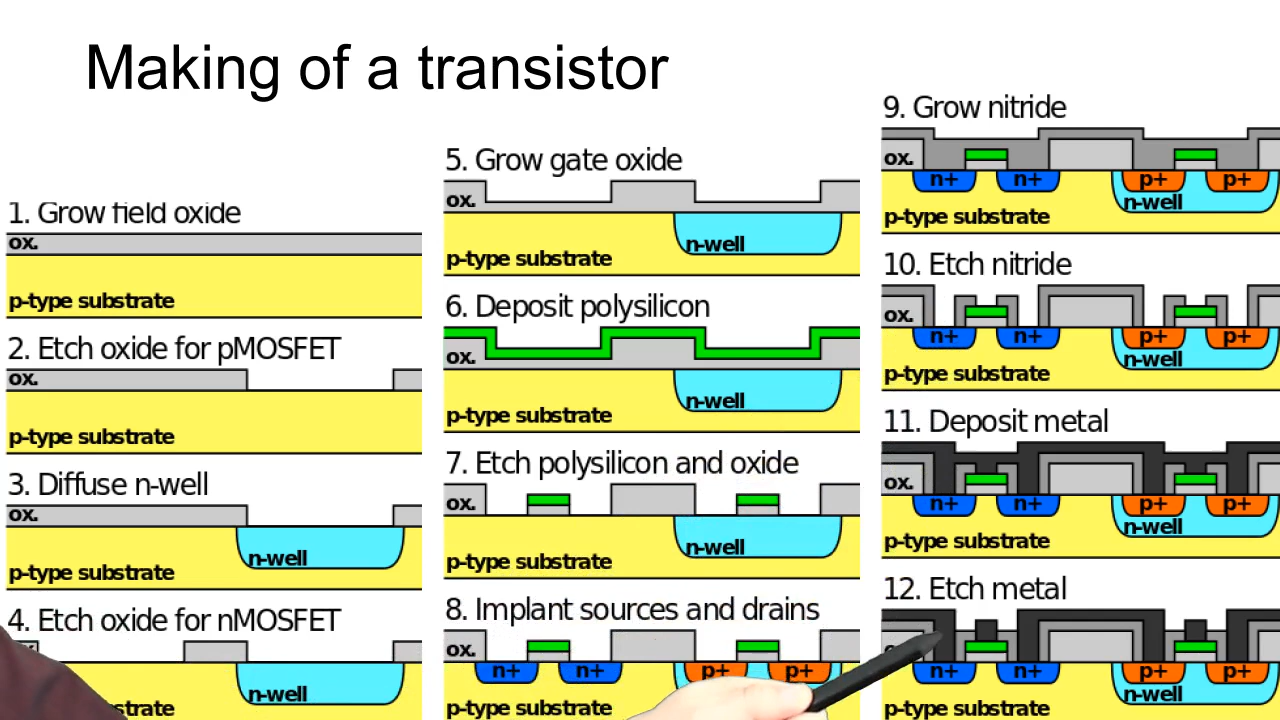 Making of a transistor
1. Grow field oxide
ox.
p-type substrate
2. Etch oxide for pMOSFET
ox.
p-type substrate
3. Diffuse n-well
ox.
n-well
p-type substrate
4. Etch oxide for nMOSFET
n-well
5. Grow gate oxide
ox.
n-well
p-type substrate
6. Deposit polysilicon
ox.
n-well
p-type substrate
7. Etch polysilicon and oxide
ox.
n-well
p-type substrate
8. Implant sources and drains
ox.
n+ n+ p+ p+
p-type substrate
9. Grow nitride
ox.
n+ n+ p+ p+
n-well
p-type substrate
10. Etch nitride
ox.
n+ n+ p+ p+
n-well
p-type substrate
11. Deposit metal
ox.
n+ n+ p+ p+
n-well
p-type substrate
12. Etch metal
n+ n+ p+ p+
n-well
p-type substrate